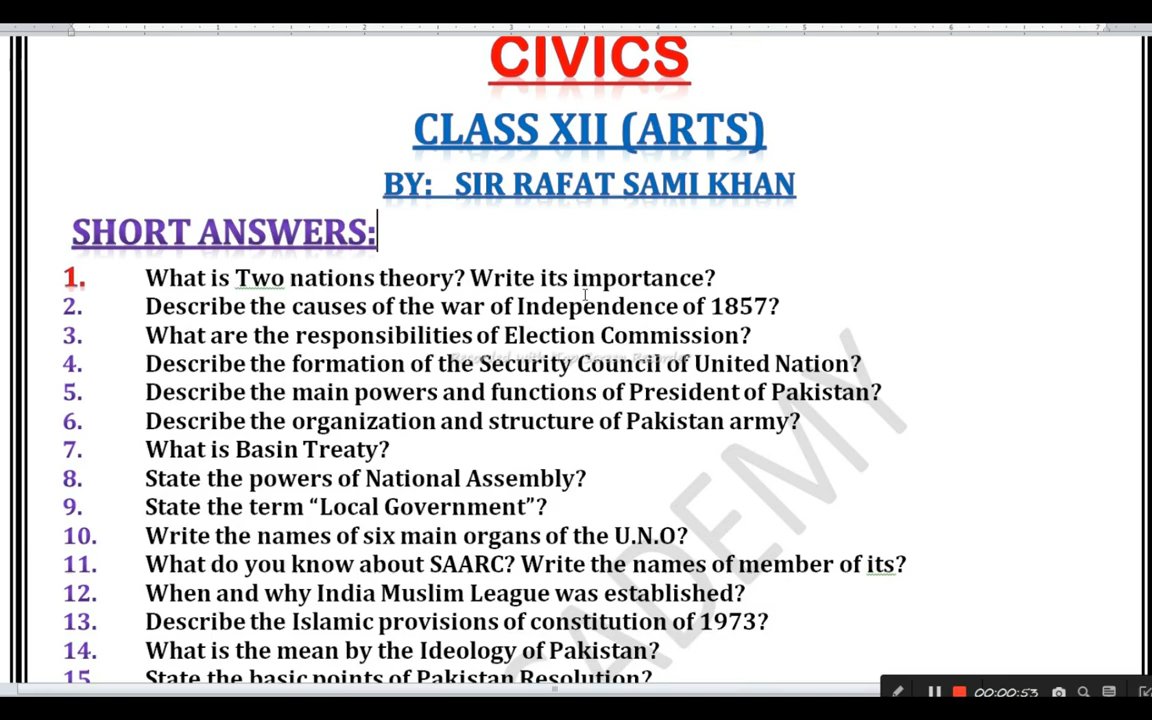 CIVICS
CLASS XII (ARTS)
BY: SIR RAFAT SAMI KHAN
SHORT ANSWERS:
1. What is Two nations theory? Write its importance?
2. Describe the causes of the war of Independence of 1857?
3. What are the responsibilities of Election Commission?
4. Describe the formation of the Security Council of United Nation?
5. Describe the main powers and functions of President of Pakistan?
6. Describe the organization and structure of Pakistan army?
7. What is Basin Treaty?
8. State the powers of National Assembly?
9. State the term “Local Government”?
10. Write the names of six main organs of the U.N.O?
11. What do you know about SAARC? Write the names of member of its?
12. When and why India Muslim League was established?
13. Describe the Islamic provisions of constitution of 1973?
14. What is the mean by the Ideology of Pakistan?
15 State the basic points of Pakistan Resolution?
00:00:53